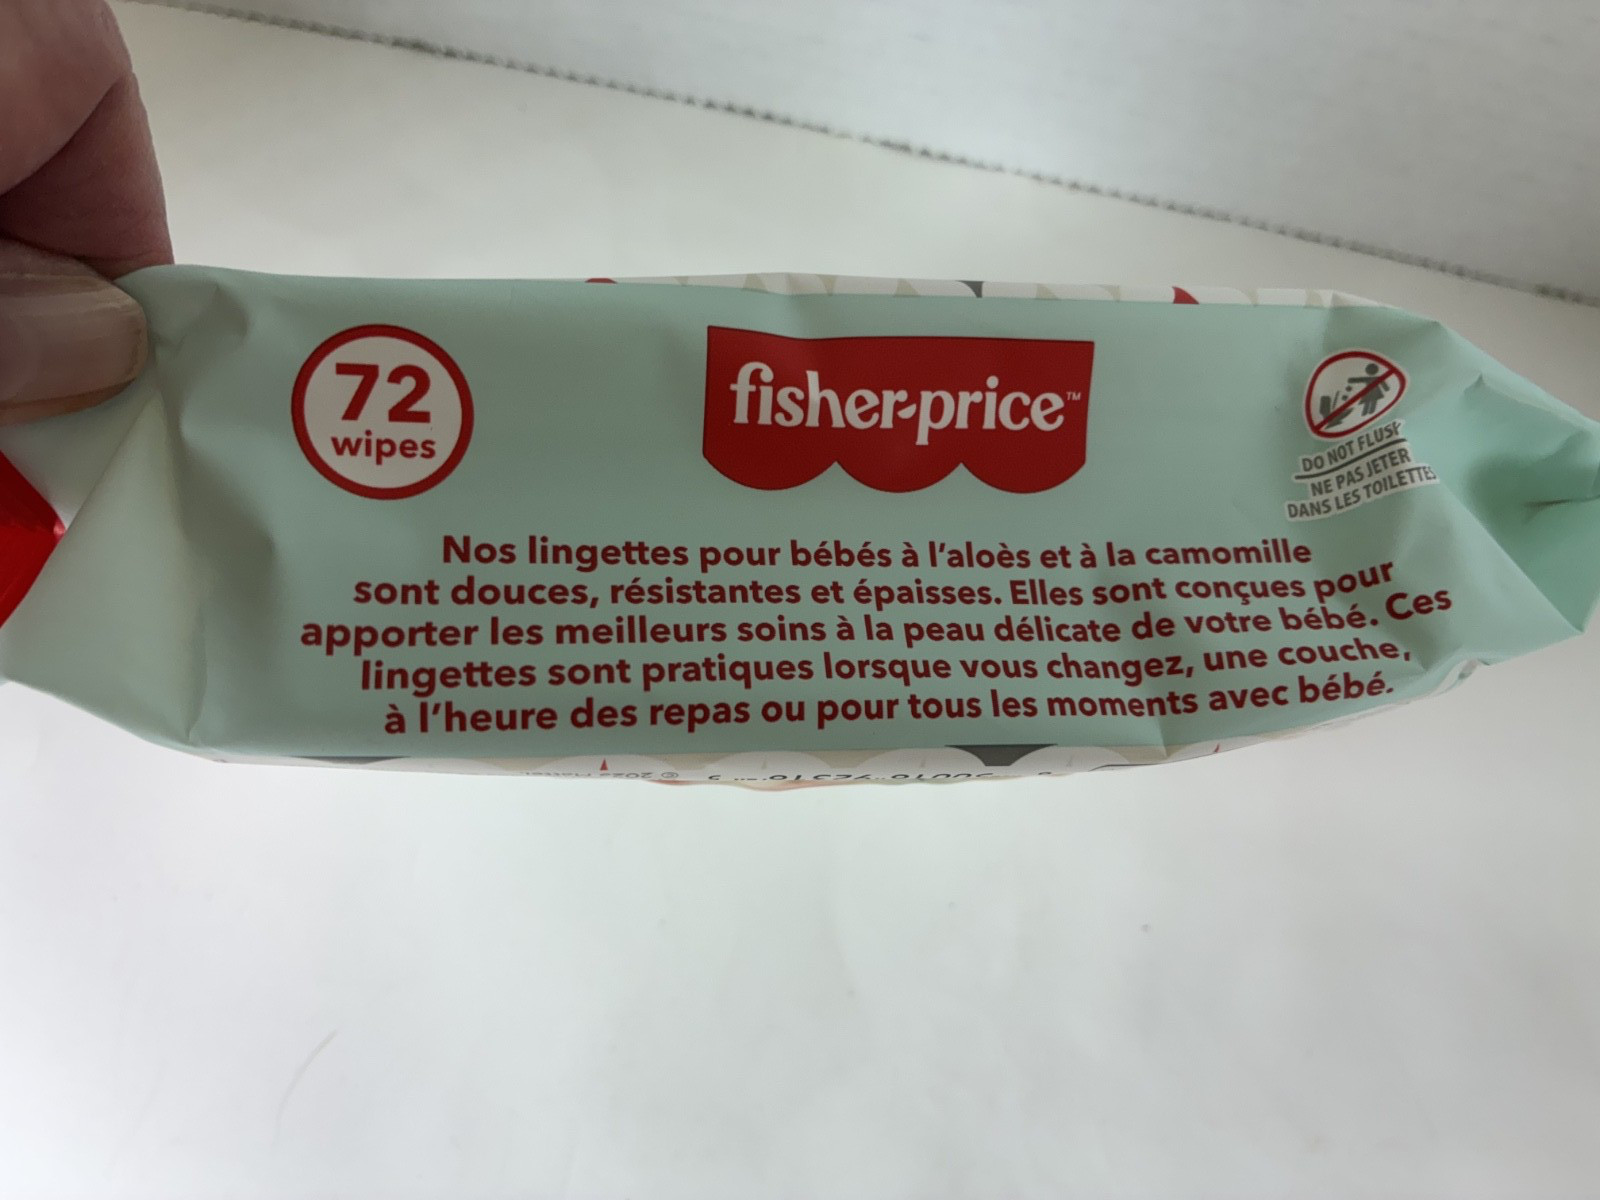 72
wipes
fisher-price™
DO NOT FLUSH
NE PAS JETER
DANS LES TOILETTES
Nos lingettes pour bébés à l'aloès et à la camomille
sont douces, résistantes et épaisses. Elles sont conçues pour
apporter les meilleurs soins à la peau délicate de votre bébé. Ces
lingettes sont pratiques lorsque vous changez, une couche,
à l'heure des repas ou pour tous les moments avec bébé.